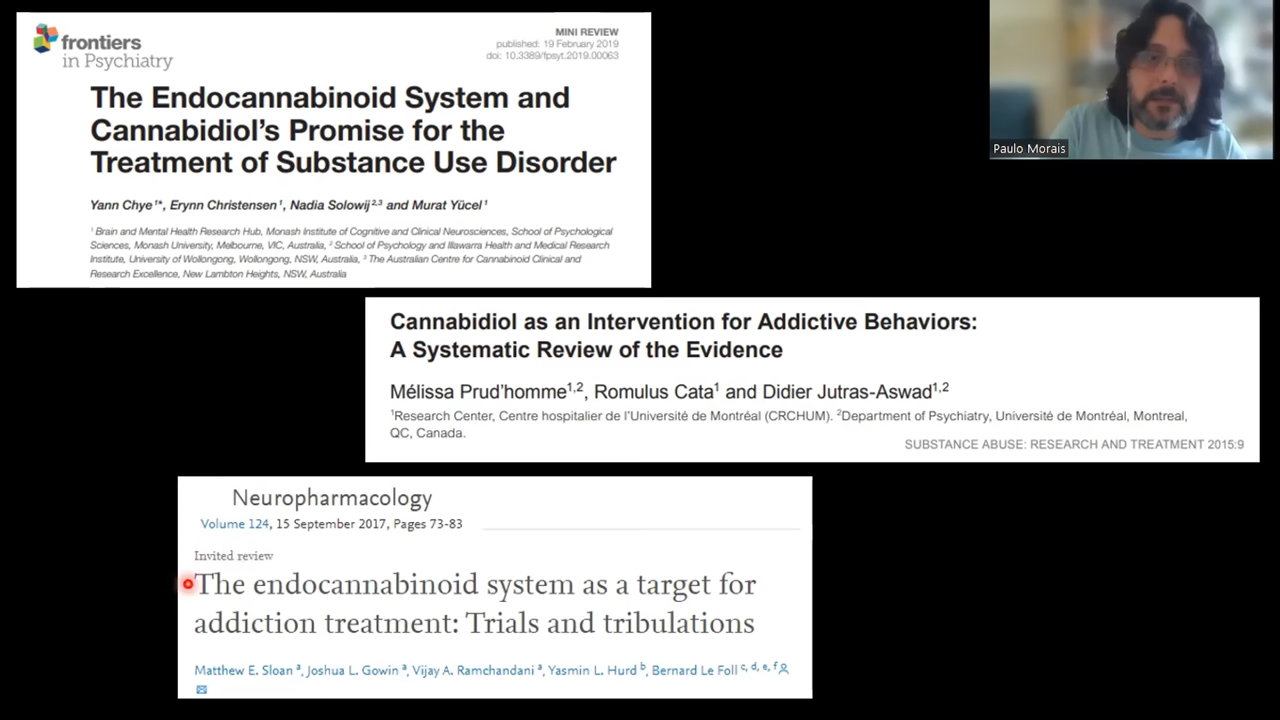 frontiers
in Psychiatry
MINI REVIEW
published: 19 February 2019
doi: 10.3389/fpsyt.2019.00063
The Endocannabinoid System and
Cannabidiol's Promise for the
Treatment of Substance Use Disorder
Yann Chye 1*, Erynn Christensen 1, Nadia Solowij 2,3 and Murat Yücel 1
1 Brain and Mental Health Research Hub, Monash Institute of Cognitive and Clinical Neurosciences, School of Psychological
Sciences, Monash University, Melbourne, VIC, Australia, 2 School of Psychology and Illawarra Health and Medical Research
Institute, University of Wollongong, Wollongong, NSW, Australia, 3 The Australian Centre for Cannabinoid Clinical and
Research Excellence, New Lambton Heights, NSW, Australia
Paulo Morais
Cannabidiol as an Intervention for Addictive Behaviors:
A Systematic Review of the Evidence
Mélissa Prud'homme1,2, Romulus Cata1 and Didier Jutras-Aswad1,2
1Research Center, Centre hospitalier de l'Université de Montréal (CRCHUM). 2Department of Psychiatry, Université de Montréal, Montreal,
QC, Canada.
SUBSTANCE ABUSE: RESEARCH AND TREATMENT 2015:9
Neuropharmacology
Volume 124, 15 September 2017, Pages 73-83
Invited review
The endocannabinoid system as a target for
addiction treatment: Trials and tribulations
Matthew E. Sloan a, Joshua L. Gowin a, Vijay A. Ramchandani a, Yasmin L. Hurd b, Bernard Le Foll c, d, e, f